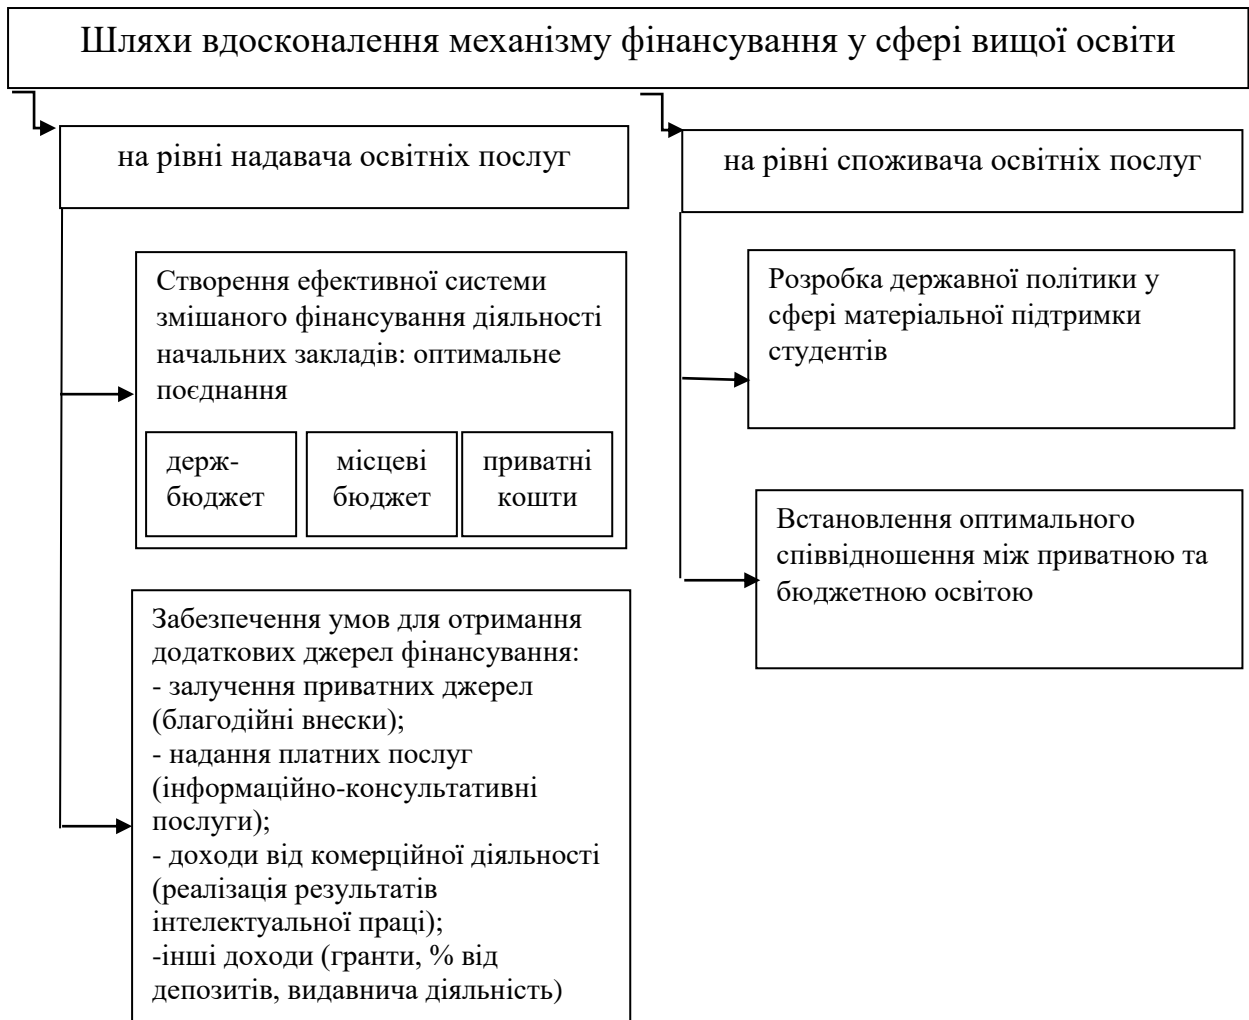 Шляхи вдосконалення механізму фінансування у сфері вищої освіти
на рівні надавача освітніх послуг
Створення ефективної системи
змішаного фінансування діяльності
начальних закладів: оптимальне
поєднання
держ-
бюджет
місцеві
бюджет
приватні
кошти
Забезпечення умов для отримання
додаткових джерел фінансування:
- залучення приватних джерел
(благодійні внески);
- надання платних послуг
(інформаційно-консультативні
послуги);
- доходи від комерційної діяльності
(реалізація результатів
інтелектуальної праці);
-інші доходи (гранти, % від
депозитів, видавнича діяльність)
на рівні споживача освітніх послуг
Розробка державної політики у
сфері матеріальної підтримки
студентів
Встановлення оптимального
співвідношення між приватною та
бюджетною освітою